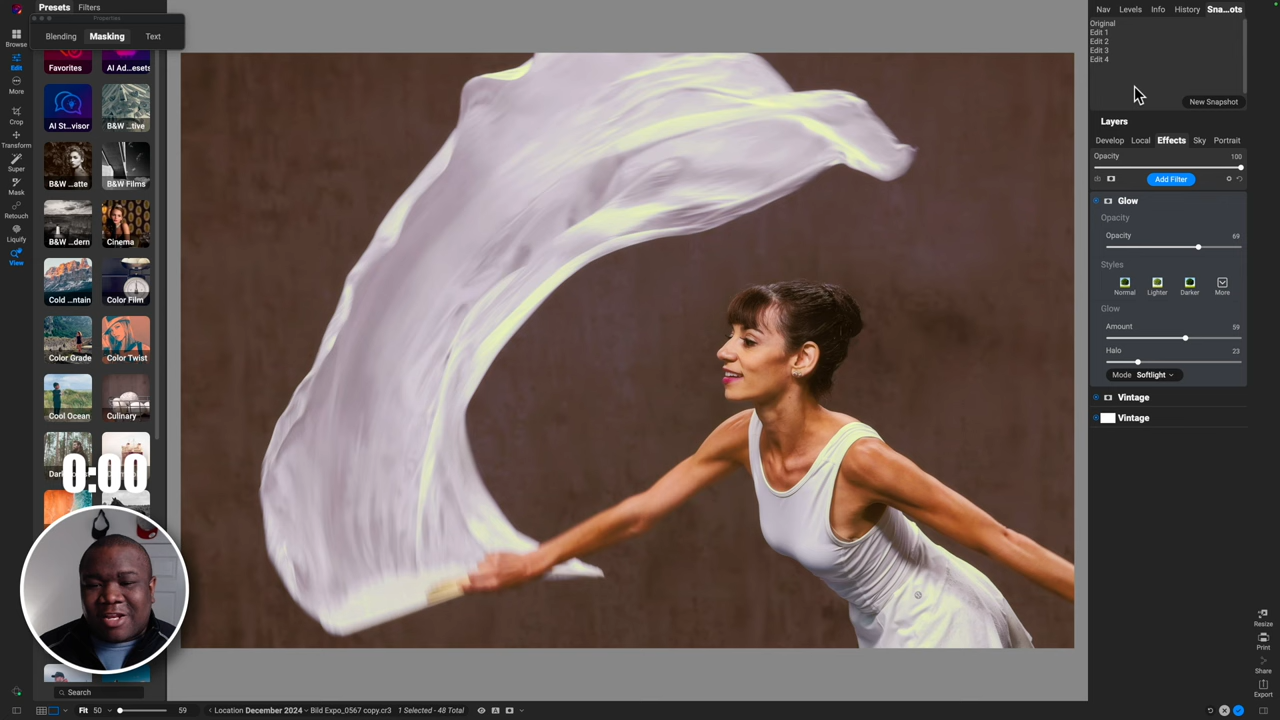 Presets Filters
Properties
Blending Masking Text
Browse
Edit
More
Crop
Transform
Super
Mask
Retouch
Liquify
View
Favorites
AI Ad...esets
AI St...visor
B&W ...tive
B&W ...atte
B&W Films
B&W ...dern
Cinema
Cold ...ntain
Color Film
Color Grade
Color Twist
Cool Ocean
Culinary
0:00
Search
Fit 50 59
Location December 2024 Bild Expo_0567 copy.cr3 1 Selected - 48 Total
Nav Levels Info History Sna...ots
Original
Edit 1
Edit 2
Edit 3
Edit 4
New Snapshot
Layers
Develop Local Effects Sky Portrait
Opacity 100
Add Filter
Glow
Opacity
Opacity 69
Styles
Normal Lighter Darker More
Glow
Amount 59
Halo 23
Mode Softlight
Vintage
Vintage
Resize
Print
Share
Export